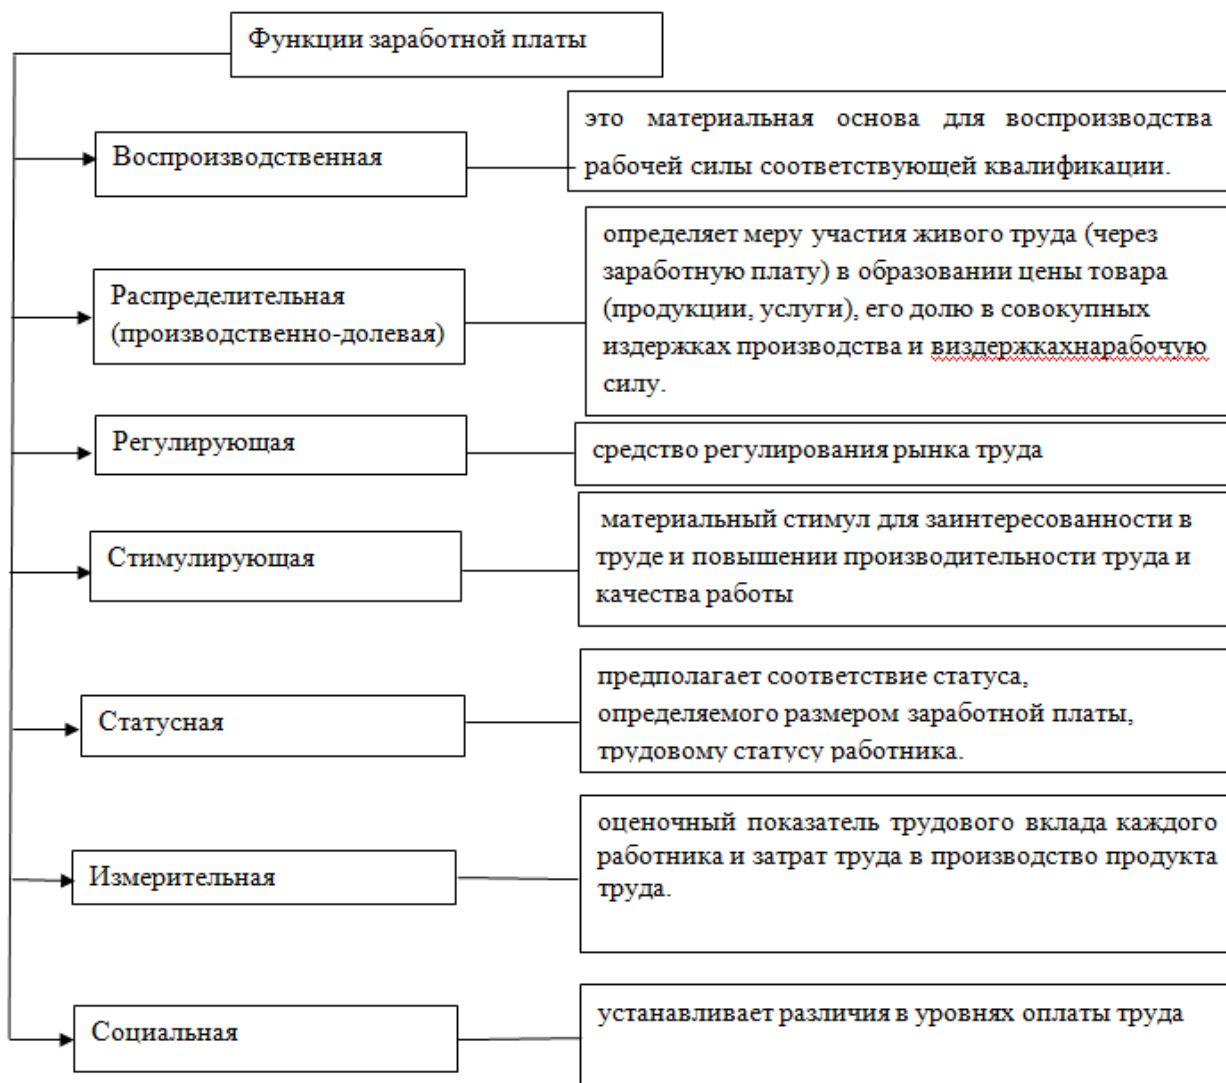 Функции заработной платы
Воспроизводственная
это материальная основа для воспроизводства
рабочей силы соответствующей квалификации.
Распределительная
(производственно-долевая)
определяет меру участия живого труда (через
заработную плату) в образовании цены товара
(продукции, услуги), его долю в совокупных
издержках производства и виздержкахнарабочую
силу.
Регулирующая
средство регулирования рынка труда
Стимулирующая
материальный стимул для заинтересованности в
труде и повышении производительности труда и
качества работы
Статусная
предполагает соответствие статуса,
определяемого размером заработной платы,
трудовому статусу работника.
Измерительная
оценочный показатель трудового вклада каждого
работника и затрат труда в производство продукта
труда.
Социальная
устанавливает различия в уровнях оплаты труда